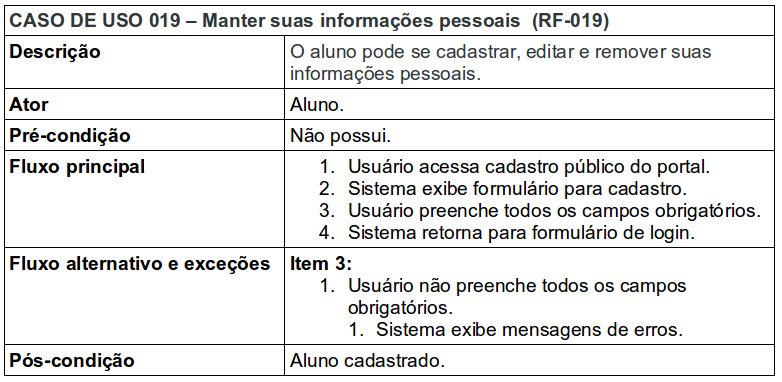 CASO DE USO 019 – Manter suas informações pessoais (RF-019)
Descrição
O aluno pode se cadastrar, editar e remover suas
informações pessoais.
Ator
Aluno.
Pré-condição
Não possui.
Fluxo principal
1. Usuário acessa cadastro público do portal.
2. Sistema exibe formulário para cadastro.
3. Usuário preenche todos os campos obrigatórios.
4. Sistema retorna para formulário de login.
Fluxo alternativo e exceções
Item 3:
1. Usuário não preenche todos os campos
obrigatórios.
1. Sistema exibe mensagens de erros.
Pós-condição
Aluno cadastrado.